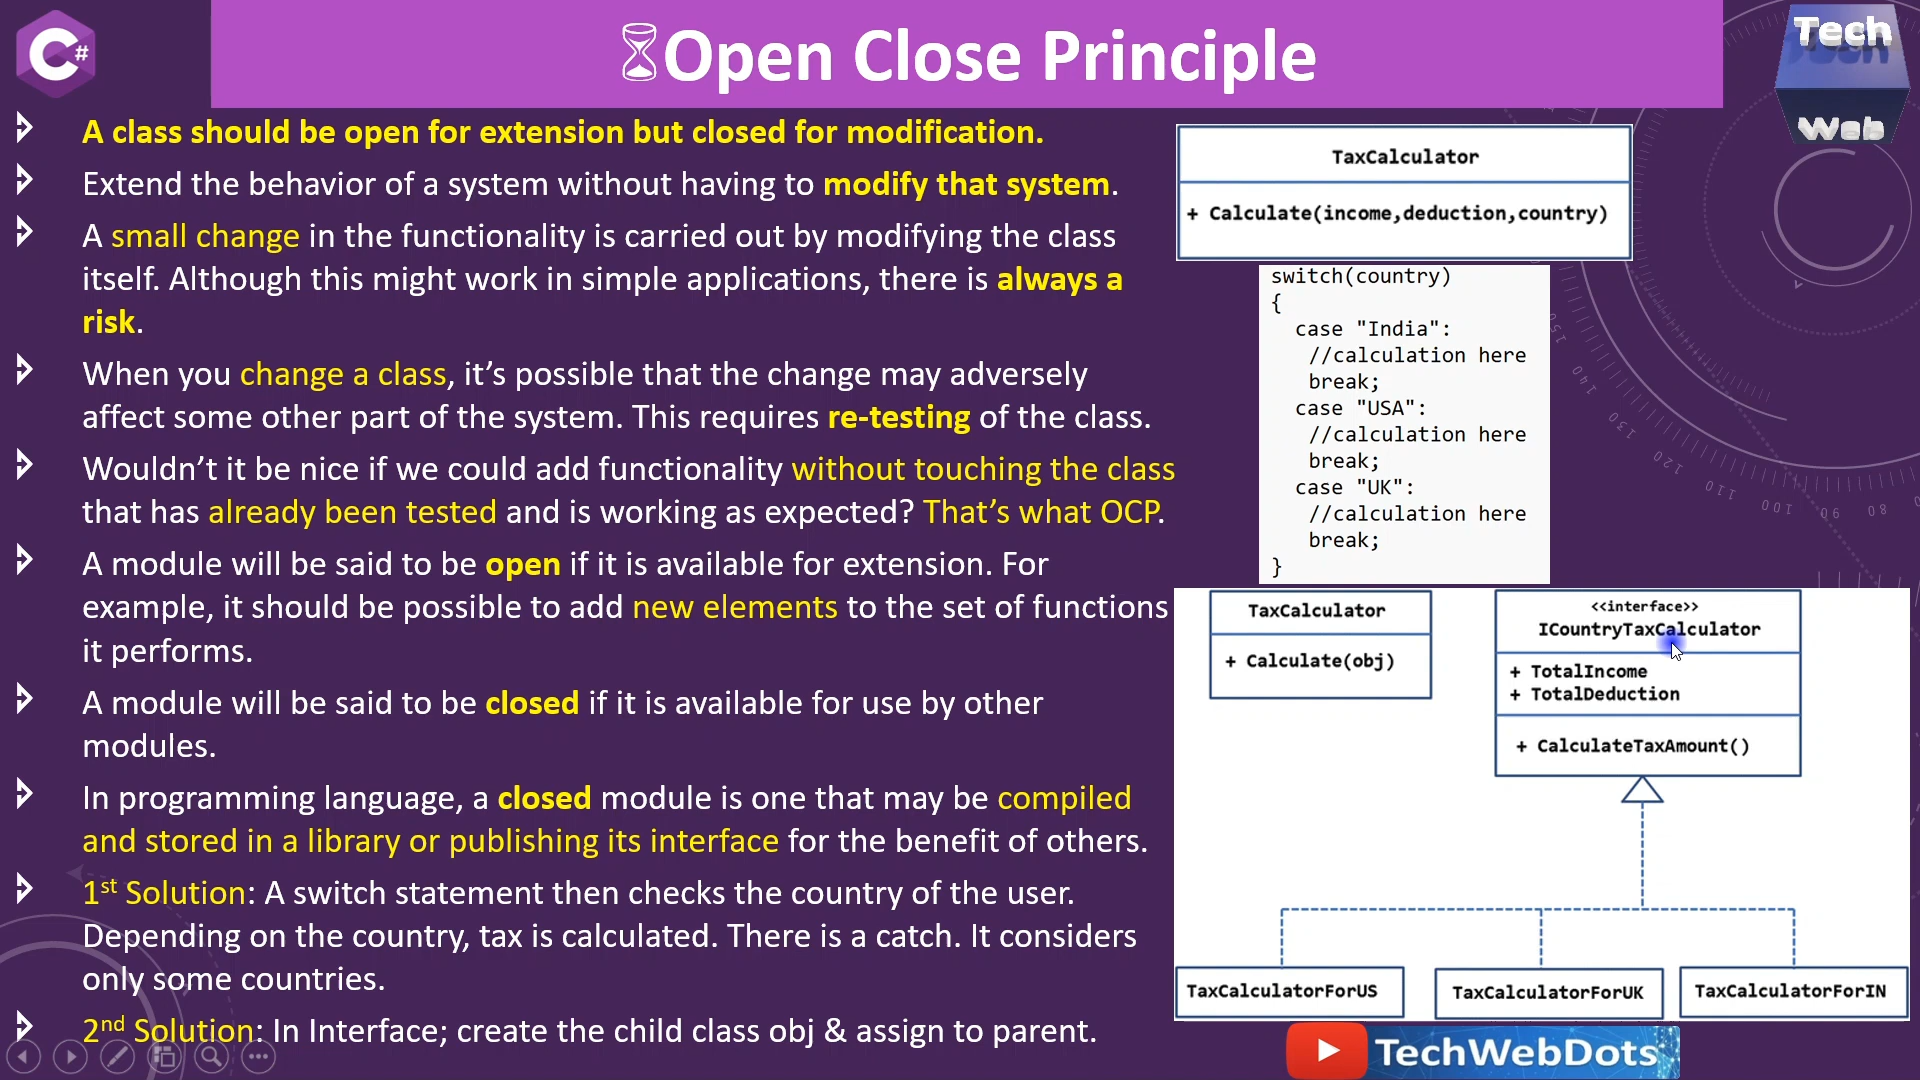 C#
Open Close Principle
Tech
Web
A class should be open for extension but closed for modification.
Extend the behavior of a system without having to modify that system.
A small change in the functionality is carried out by modifying the class
itself. Although this might work in simple applications, there is always a
risk.
When you change a class, it’s possible that the change may adversely
affect some other part of the system. This requires re-testing of the class.
Wouldn’t it be nice if we could add functionality without touching the class
that has already been tested and is working as expected? That’s what OCP.
A module will be said to be open if it is available for extension. For
example, it should be possible to add new elements to the set of functions
it performs.
A module will be said to be closed if it is available for use by other
modules.
In programming language, a closed module is one that may be compiled
and stored in a library or publishing its interface for the benefit of others.
1st Solution: A switch statement then checks the country of the user.
Depending on the country, tax is calculated. There is a catch. It considers
only some countries.
2nd Solution: In Interface; create the child class obj & assign to parent.
TaxCalculator
+ Calculate(income,deduction,country)
switch(country)
{
case "India":
//calculation here
break;
case "USA":
//calculation here
break;
case "UK":
//calculation here
break;
}
TaxCalculator
+ Calculate(obj)
<<interface>>
ICountryTaxCalculator
+ TotalIncome
+ TotalDeduction
+ CalculateTaxAmount()
TaxCalculatorForUS
TaxCalculatorForUK
TaxCalculatorForIN
TechWebDots
150
140
130
120
110
100
90
80